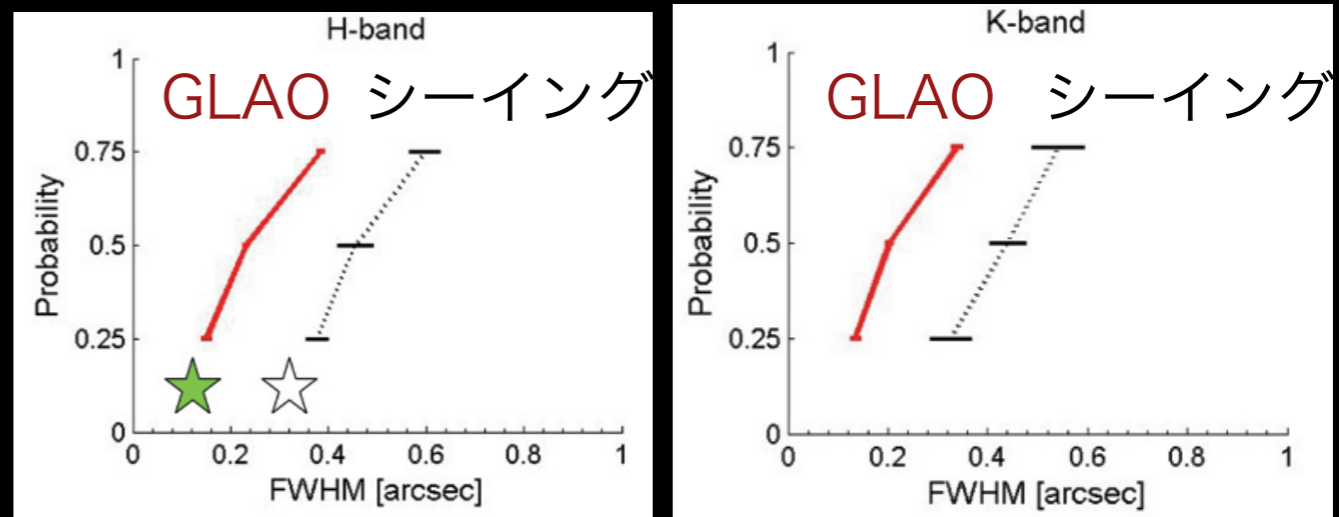 H-band
1
GLAO シーイング
0.75
0.5
0.25
0
Probability
0 0.2 0.4 0.6 0.8 1
FWHM [arcsec]
K-band
1
GLAO シーイング
0.75
0.5
0.25
0
Probability
0 0.2 0.4 0.6 0.8 1
FWHM [arcsec]